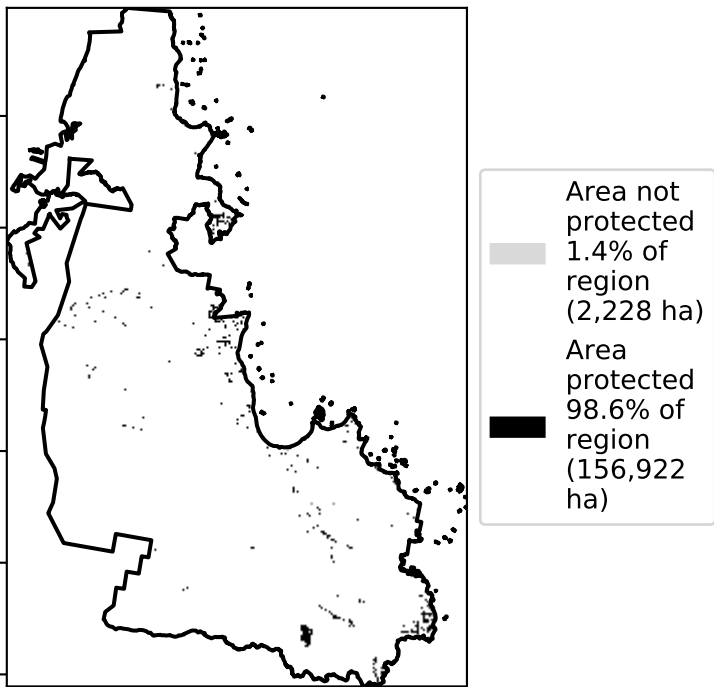 Area not
protected
1.4% of
region
(2,228 ha)
Area
protected
98.6% of
region
(156,922
ha)